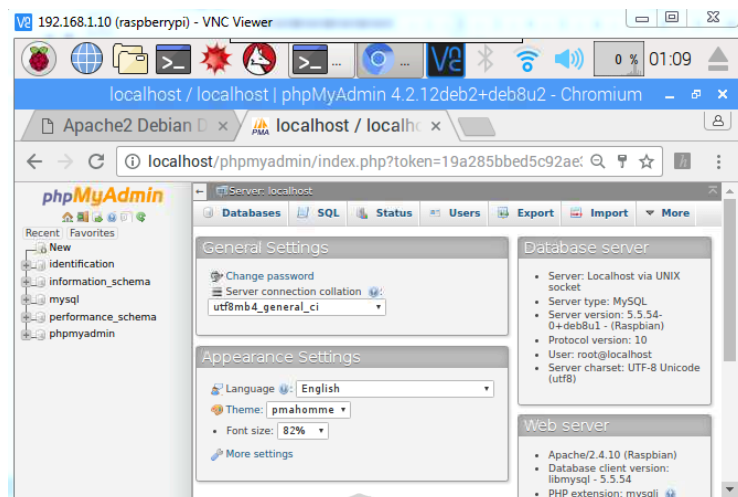 192.168.1.10 (raspberrypi) - VNC Viewer
0 % 01:09
localhost / localhost | phpMyAdmin 4.2.12deb2+deb8u2 - Chromium
Apache2 Debian D localhost / localho
localhost/phpmyadmin/index.php?token=19a285bbed5c92ae:
phpMyAdmin
Recent Favorites
New
identification
information_schema
mysql
performance_schema
phpmyadmin
Server: localhost
Databases SQL Status Users Export Import More
General Settings
Change password
Server connection collation :
utf8mb4_general_ci
Appearance Settings
Language : English
Theme: pmahomme
Font size: 82%
More settings
Database server
Server: Localhost via UNIX
socket
Server type: MySQL
Server version: 5.5.54-
0+deb8u1 - (Raspbian)
Protocol version: 10
User: root@localhost
Server charset: UTF-8 Unicode
(utf8)
Web server
Apache/2.4.10 (Raspbian)
Database client version:
libmysql - 5.5.54
PHP extension: mysqli